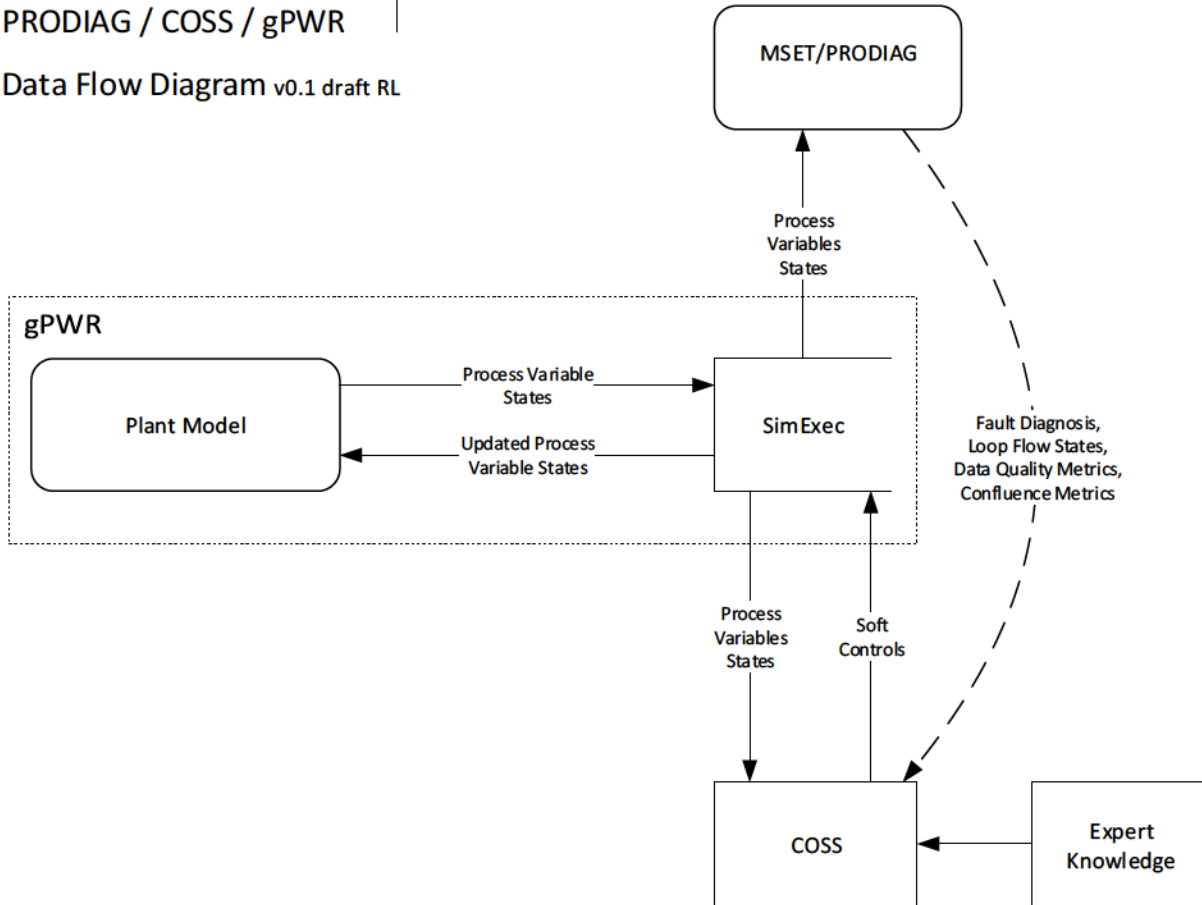 PRODIAG / COSS / gPWR
Data Flow Diagram v0.1 draft RL
MSET/PRODIAG
Process
Variables
States
gPWR
Plant Model
Process Variable
States
Updated Process
Variable States
SimExec
Fault Diagnosis,
Loop Flow States,
Data Quality Metrics,
Confluence Metrics
Process
Variables
States
Soft
Controls
COSS
Expert
Knowledge